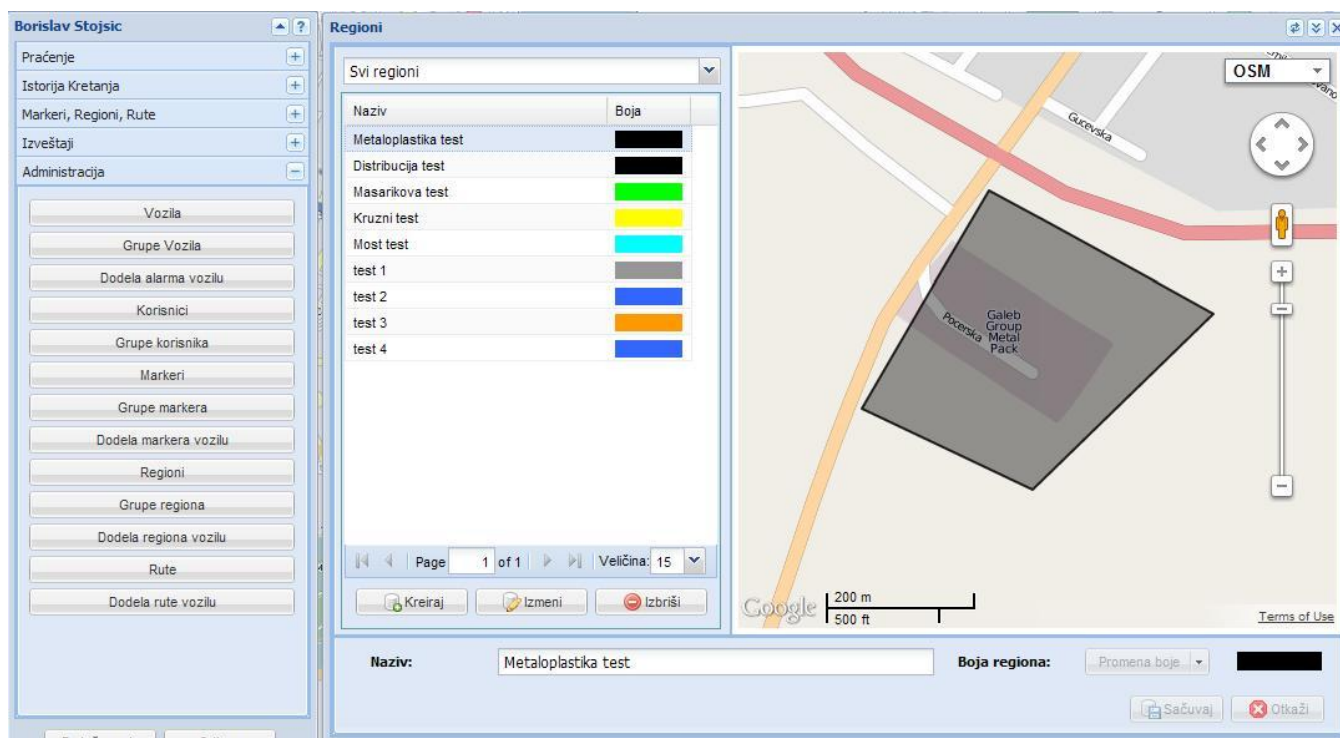 Borislav Stojsic
?
Praćenje
Istorija Kretanja
Markeri, Regioni, Rute
Izveštaji
Administracija
Vozila
Grupe Vozila
Dodela alarma vozilu
Korisnici
Grupe korisnika
Markeri
Grupe markera
Dodela markera vozilu
Regioni
Grupe regiona
Dodela regiona vozilu
Rute
Dodela rute vozilu
Regioni
Svi regioni
Naziv Boja
Metaloplastika test
Distribucija test
Masarikova test
Kruzni test
Most test
test 1
test 2
test 3
test 4
Page 1 of 1 Veličina: 15
Kreiraj Izmeni Izbriši
OSM
Gucevska
Pocerska
Galeb
Group
Metal
Pack
Google
200 m
500 ft
Terms of Use
Naziv: Metaloplastika test Boja regiona: Promena boje
Sačuvaj Otkaži